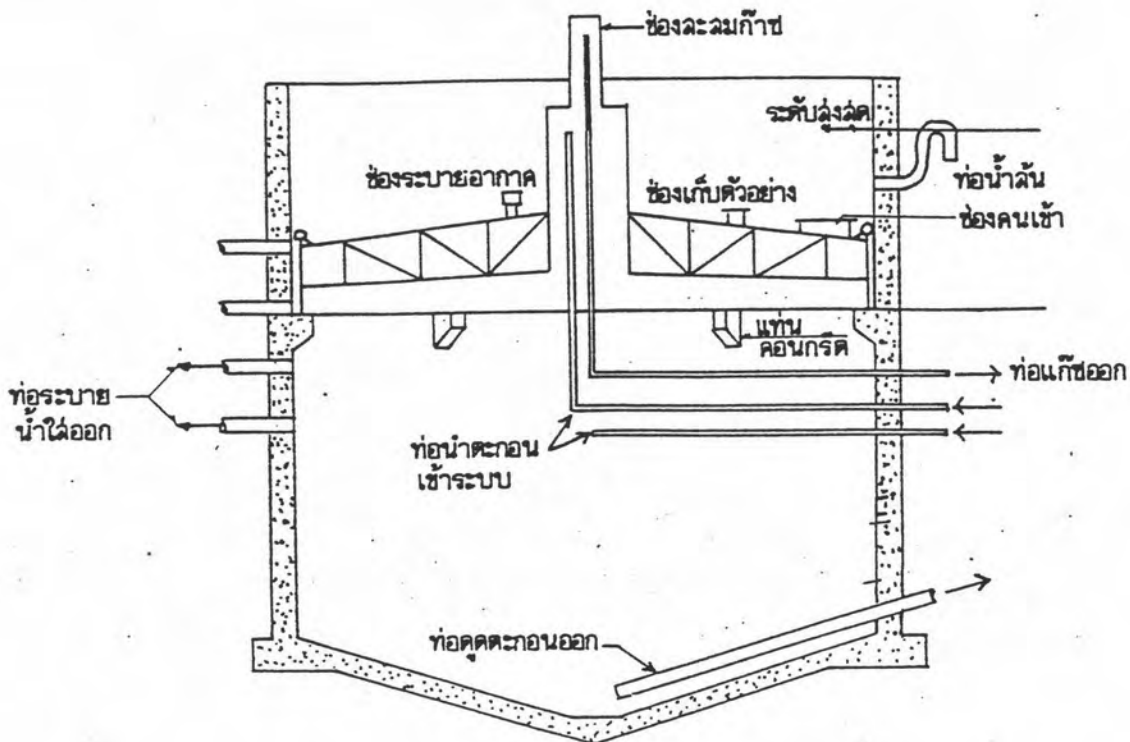 ช่องสะสมก๊าซ
ระดับสูงสุด
ช่องระบายอากาศ
ช่องเก็บตัวอย่าง
ท่อน้ำล้น
ช่องคนเข้า
แท่น
คอนกรีต
ท่อแก๊ซออก
ท่อระบาย
น้ำใสออก
ท่อนำตะกอน
เข้าระบบ
ท่อดูดตะกอนออก